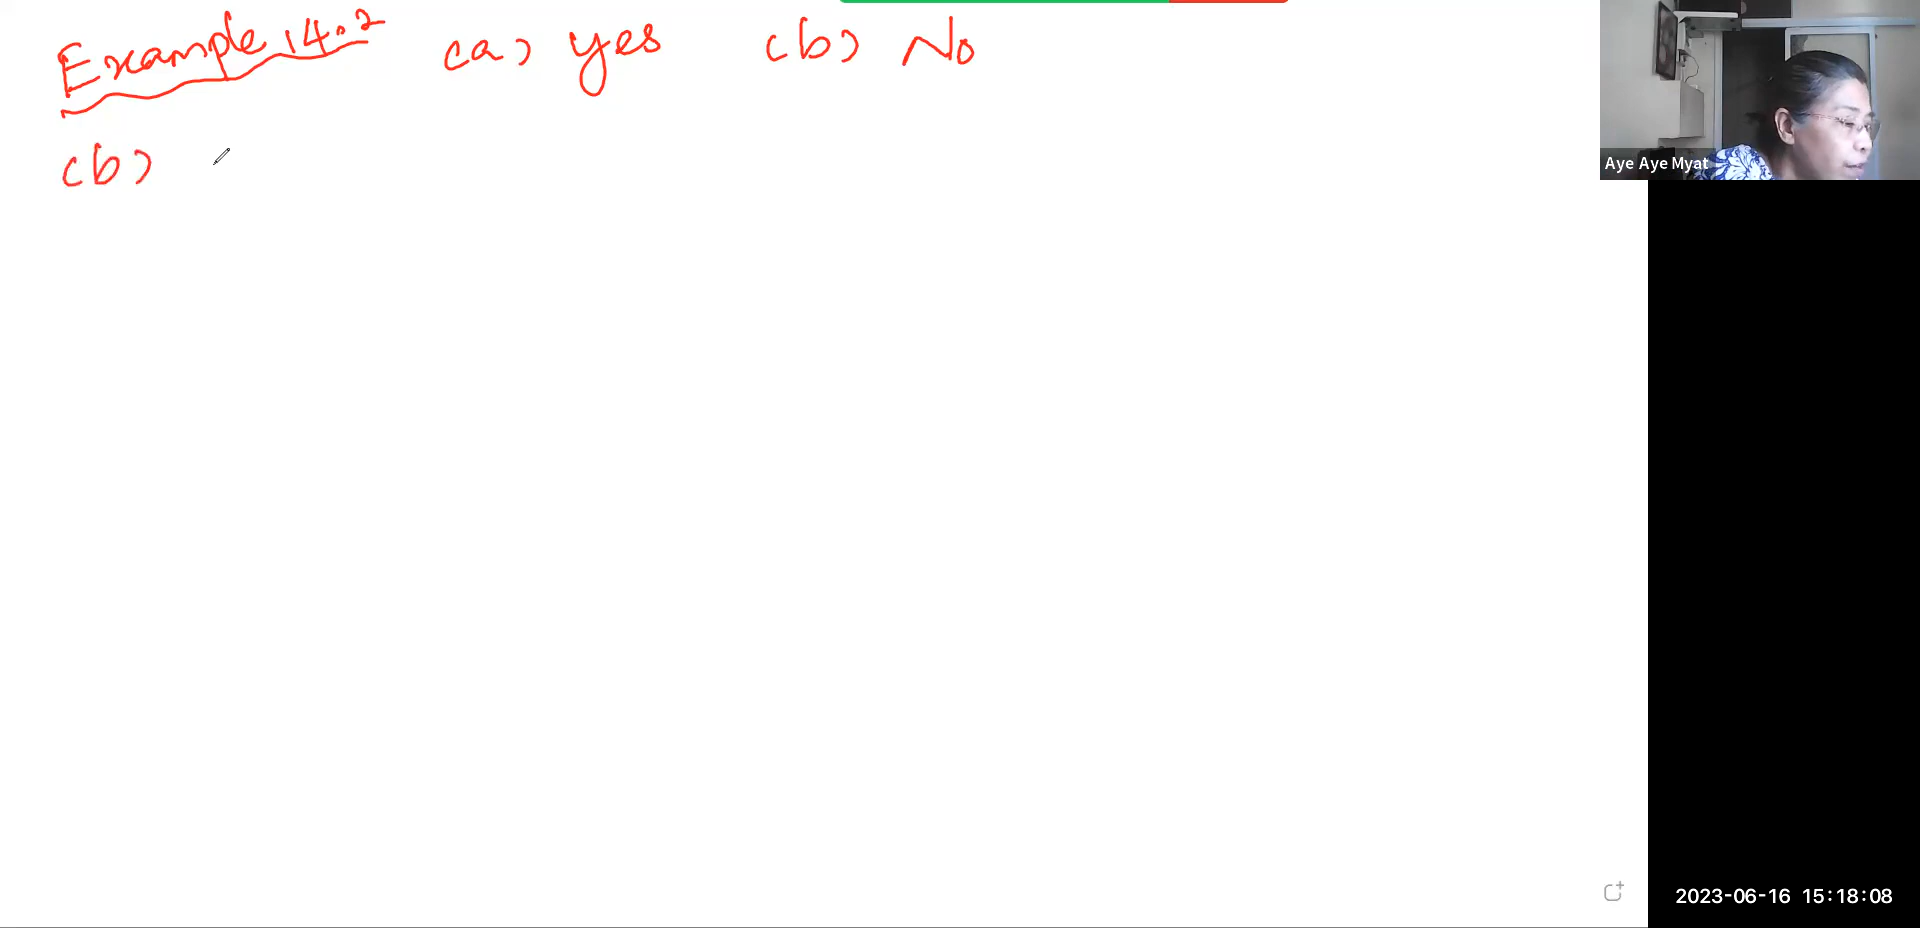 Example 14.2 (a) yes (b) No
(b)
Aye Aye Myat
2023-06-16 15:18:08